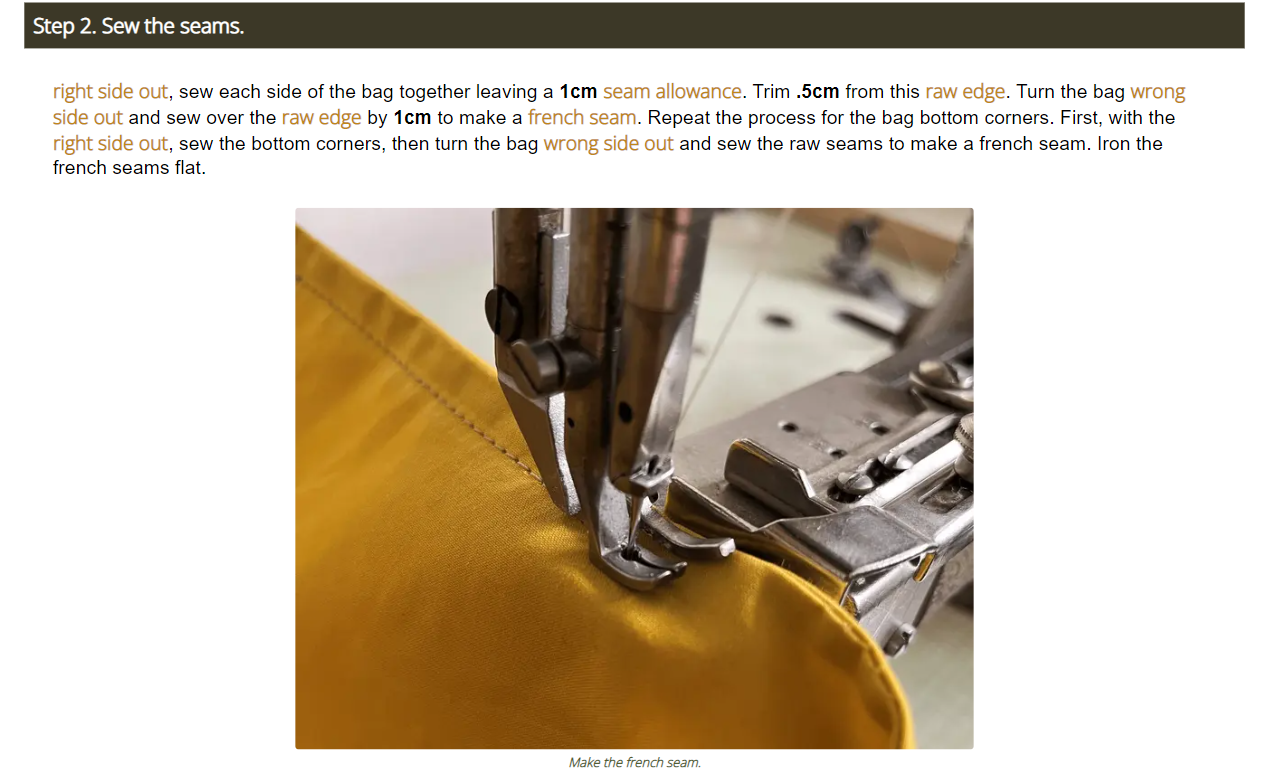 Step 2. Sew the seams.
right side out, sew each side of the bag together leaving a 1cm seam allowance. Trim .5cm from this raw edge. Turn the bag wrong
side out and sew over the raw edge by 1cm to make a french seam. Repeat the process for the bag bottom corners. First, with the
right side out, sew the bottom corners, then turn the bag wrong side out and sew the raw seams to make a french seam. Iron the
french seams flat.
Make the french seam.